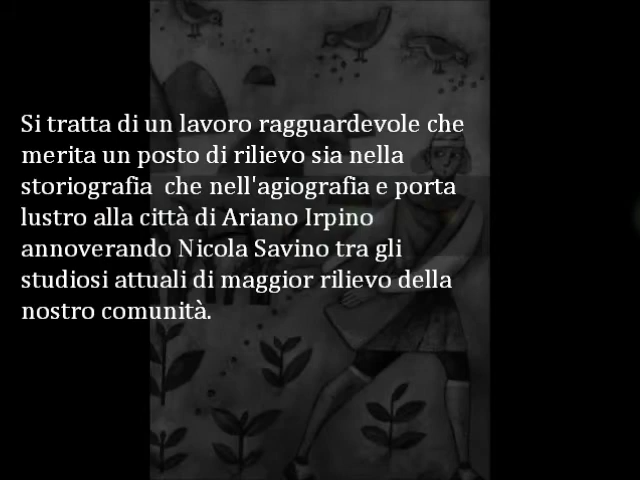 Si tratta di un lavoro ragguardevole che
merita un posto di rilievo sia nella
storiografia  che nell'agiografia e porta
lustro alla città di Ariano Irpino
annoverando Nicola Savino tra gli
studiosi attuali di maggior rilievo della
nostro comunità.